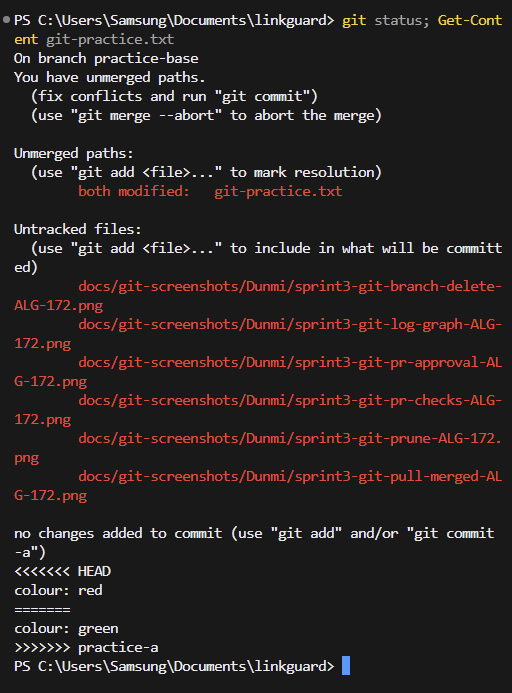 PS C:\Users\Samsung\Documents\linkguard> git status; Get-Cont
ent git-practice.txt
On branch practice-base
You have unmerged paths.
  (fix conflicts and run "git commit")
  (use "git merge --abort" to abort the merge)

Unmerged paths:
  (use "git add <file>..." to mark resolution)
        both modified:   git-practice.txt

Untracked files:
  (use "git add <file>..." to include in what will be committ
ed)
        docs/git-screenshots/Dunmi/sprint3-git-branch-delete-
ALG-172.png
        docs/git-screenshots/Dunmi/sprint3-git-log-graph-ALG-
172.png
        docs/git-screenshots/Dunmi/sprint3-git-pr-approval-AL
G-172.png
        docs/git-screenshots/Dunmi/sprint3-git-pr-checks-ALG-
172.png
        docs/git-screenshots/Dunmi/sprint3-git-prune-ALG-172.
png
        docs/git-screenshots/Dunmi/sprint3-git-pull-merged-AL
G-172.png

no changes added to commit (use "git add" and/or "git commit
-a")
<<<<<<< HEAD
colour: red
=======
colour: green
>>>>>>> practice-a
PS C:\Users\Samsung\Documents\linkguard>